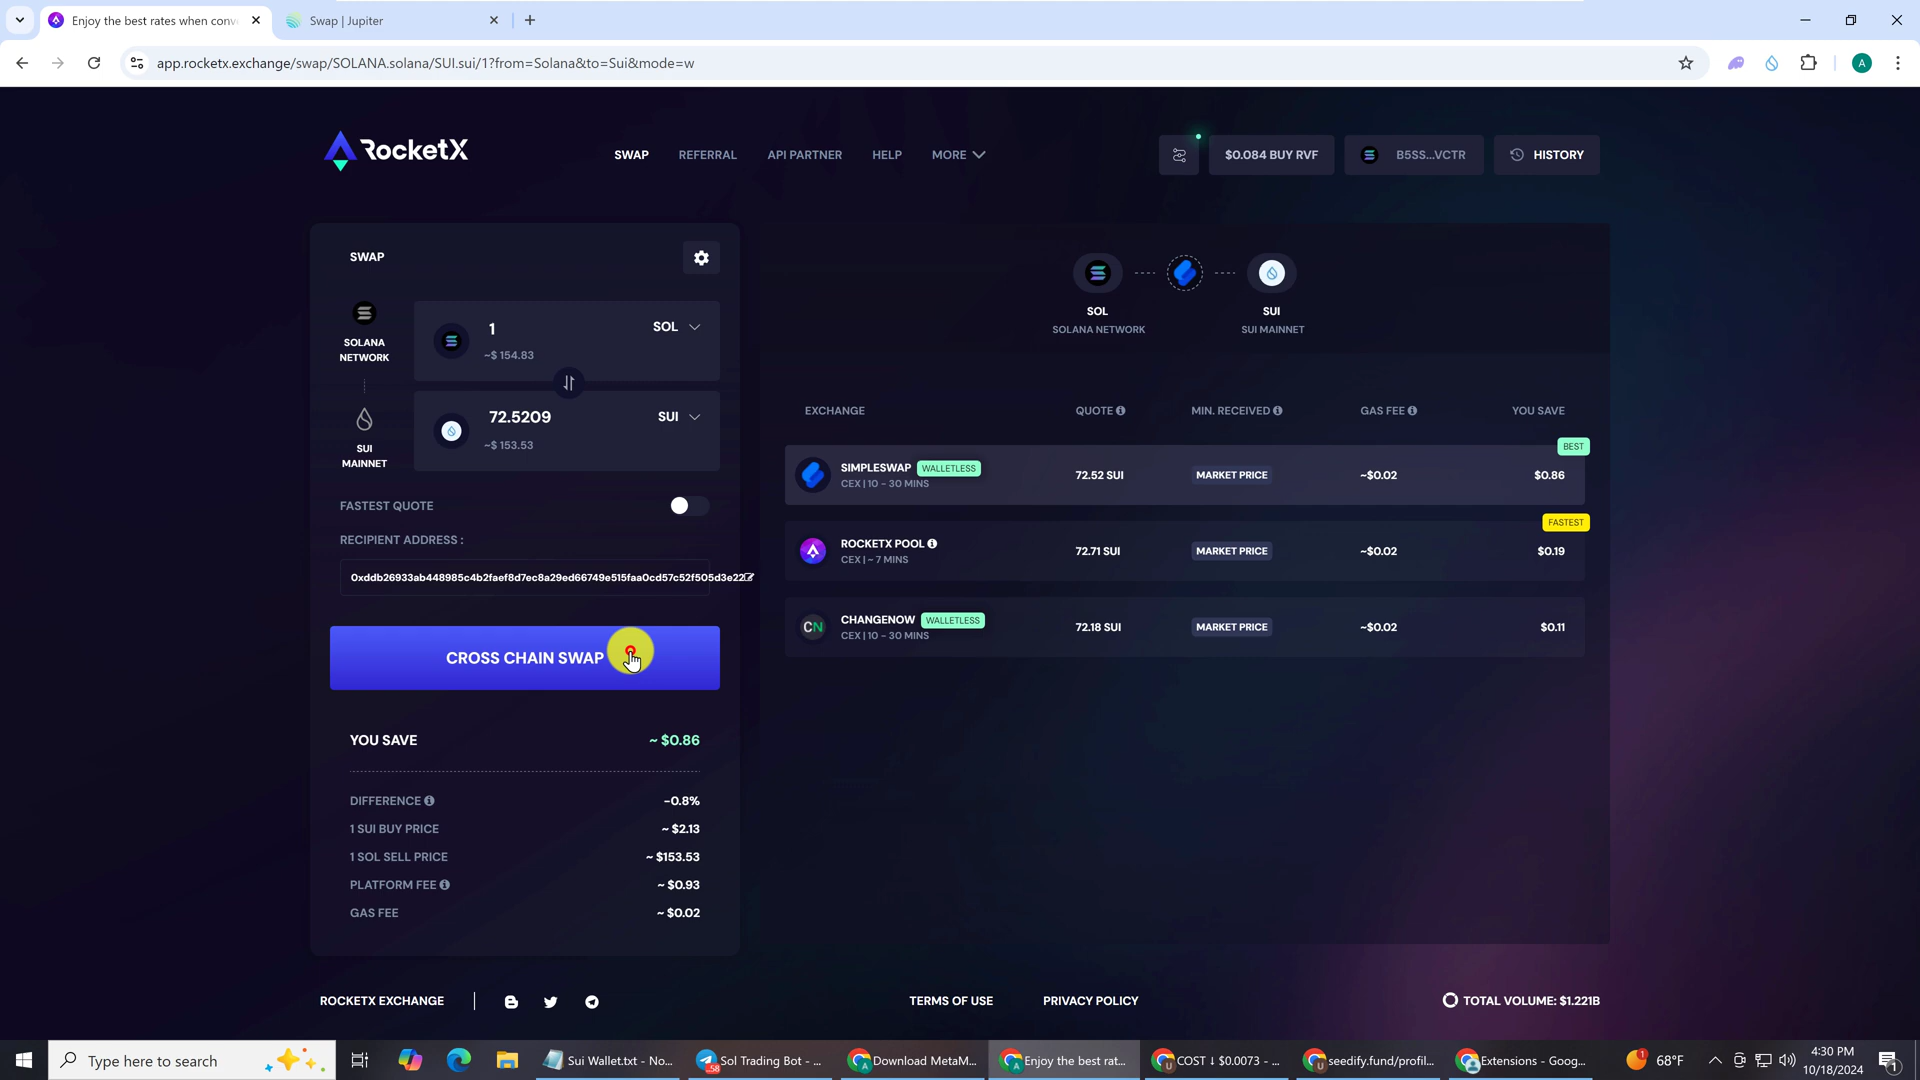 Enjoy the best rates when conv
Swap | Jupiter
app.rocketx.exchange/swap/SOLANA.solana/SUI.sui/1?from=Solana&to=Sui&mode=w
A
RocketX
SWAP
REFERRAL
API PARTNER
HELP
MORE
$0.084 BUY RVF
B5SS...VCTR
HISTORY
SWAP
SOLANA
NETWORK
1
SOL
~$ 154.83
72.5209
SUI
~$ 153.53
SUI
MAINNET
FASTEST QUOTE
RECIPIENT ADDRESS :
0xddb26933ab448985c4b2faef8d7ec8a29ed66749e515faa0cd57c52f505d3e22
CROSS CHAIN SWAP
YOU SAVE
~ $0.86
DIFFERENCE
-0.8%
1 SUI BUY PRICE
~ $2.13
1 SOL SELL PRICE
~ $153.53
PLATFORM FEE
~ $0.93
GAS FEE
~ $0.02
SOL
SOLANA NETWORK
SUI
SUI MAINNET
EXCHANGE
QUOTE
MIN. RECEIVED
GAS FEE
YOU SAVE
BEST
SIMPLESWAP WALLETLESS
CEX | 10 - 30 MINS
72.52 SUI
MARKET PRICE
~$0.02
$0.86
FASTEST
ROCKETX POOL
CEX | ~ 7 MINS
72.71 SUI
MARKET PRICE
~$0.02
$0.19
CN
CHANGENOW WALLETLESS
CEX | 10 - 30 MINS
72.18 SUI
MARKET PRICE
~$0.02
$0.11
ROCKETX EXCHANGE
TERMS OF USE
PRIVACY POLICY
TOTAL VOLUME: $1.221B
Type here to search
Sui Wallet.txt - No...
Sol Trading Bot - ...
Download MetaM...
Enjoy the best rat...
COST ↓ $0.0073 - ...
seedify.fund/profil...
Extensions - Goog...
68°F
4:30 PM
10/18/2024